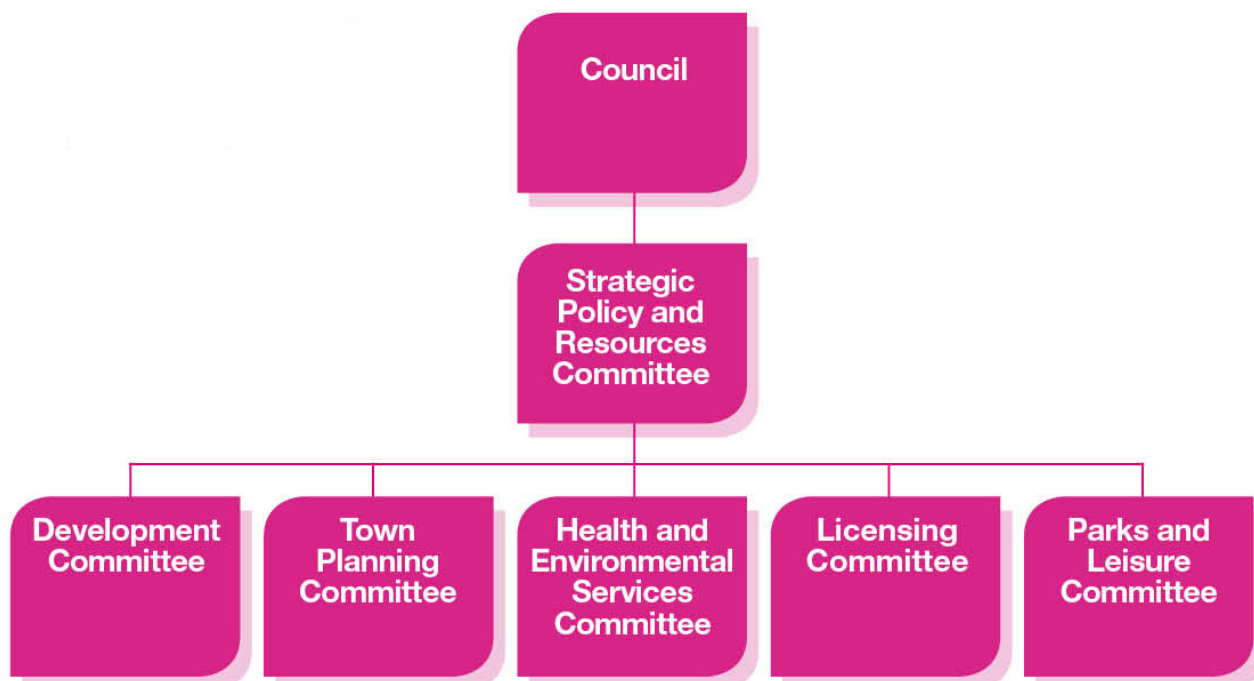 Council
Strategic
Policy and
Resources
Committee
Development
Committee
Town
Planning
Committee
Health and
Environmental
Services
Committee
Licensing
Committee
Parks and
Leisure
Committee